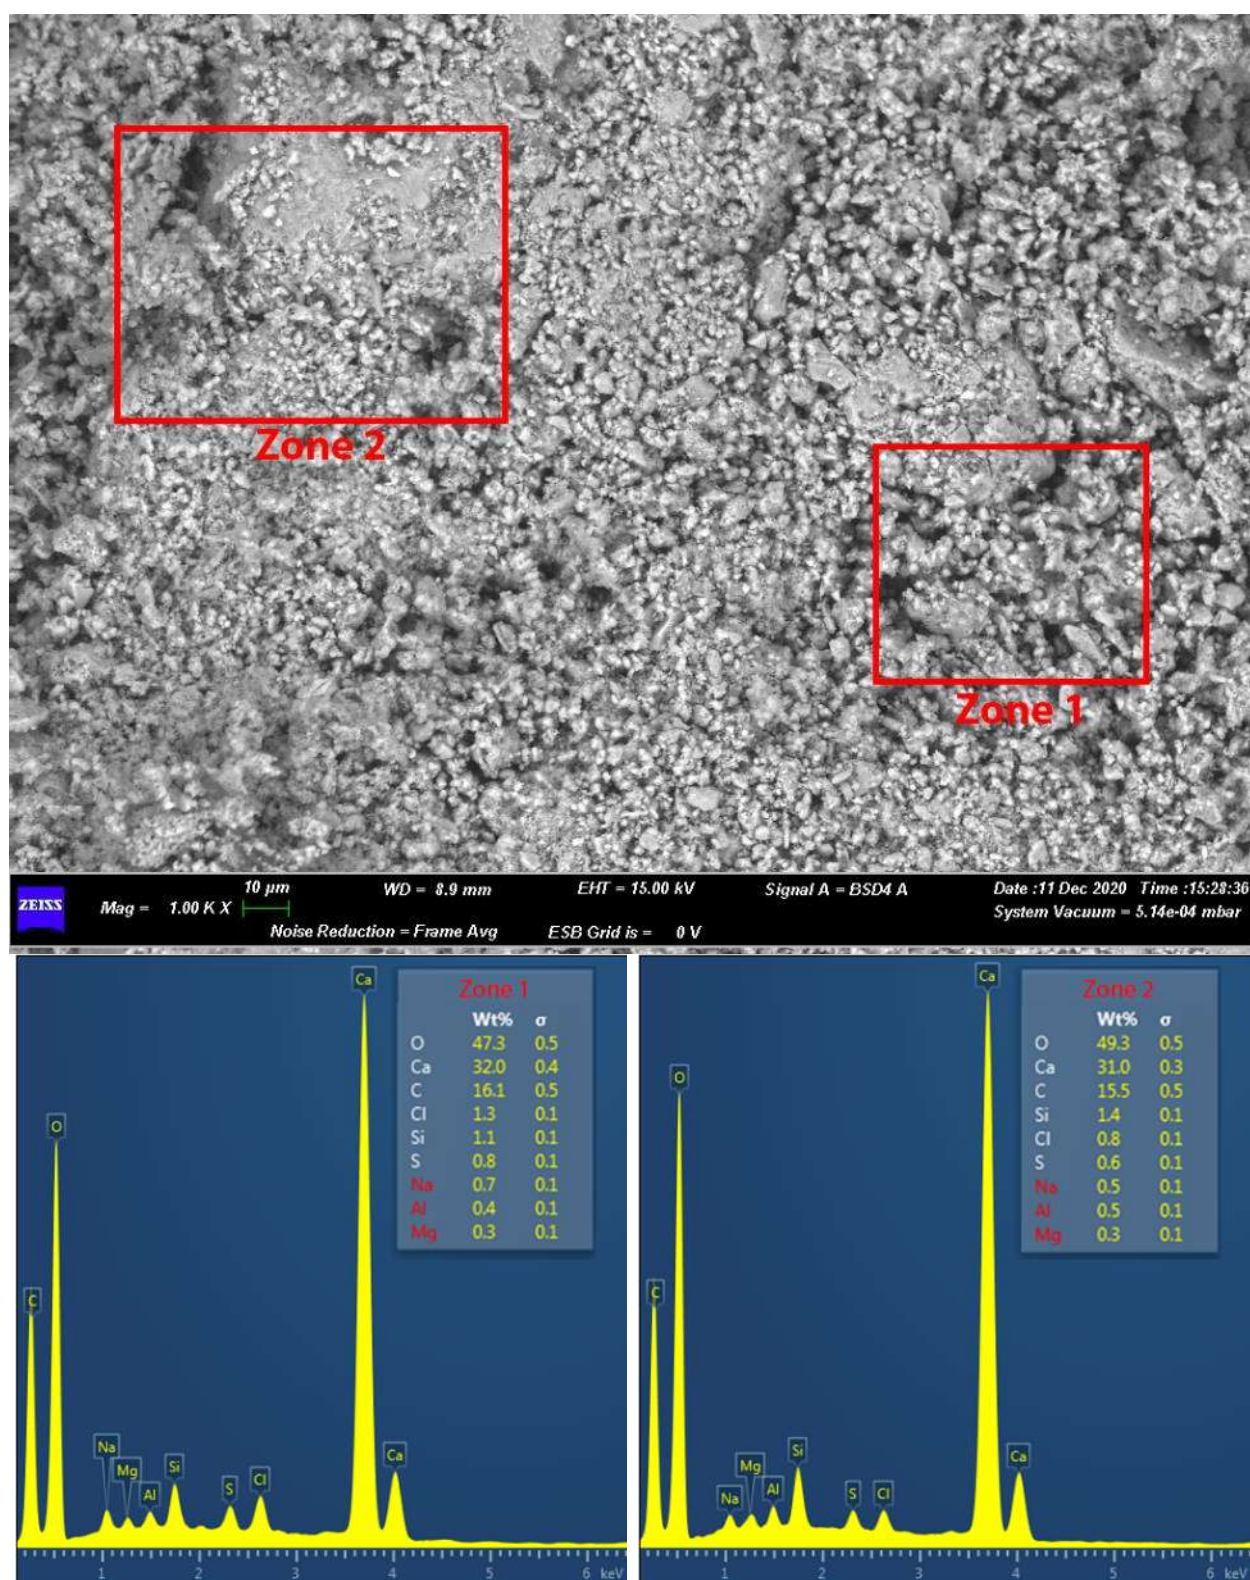 Zone 2
Zone 1
ZEISS
Mag = 1.00 K X
10 µm
WD = 8.9 mm
EHT = 15.00 kV
Signal A = BSD4 A
Date :11 Dec 2020 Time :15:28:36
Noise Reduction = Frame Avg
ESB Grid is = 0 V
System Vacuum = 5.14e-04 mbar
Zone 1
Wt% σ
O 47.3 0.5
Ca 32.0 0.4
C 16.1 0.5
Cl 1.3 0.1
Si 1.1 0.1
S 0.8 0.1
Na 0.7 0.1
Al 0.4 0.1
Mg 0.3 0.1
Ca
O
C
Na
Mg
Al
Si
S
Cl
Ca
1 2 3 4 5 6 keV
Zone 2
Wt% σ
O 49.3 0.5
Ca 31.0 0.3
C 15.5 0.5
Si 1.4 0.1
Cl 0.8 0.1
S 0.6 0.1
Na 0.5 0.1
Al 0.5 0.1
Mg 0.3 0.1
Ca
O
C
Na
Mg
Al
Si
S
Cl
Ca
1 2 3 4 5 6 keV